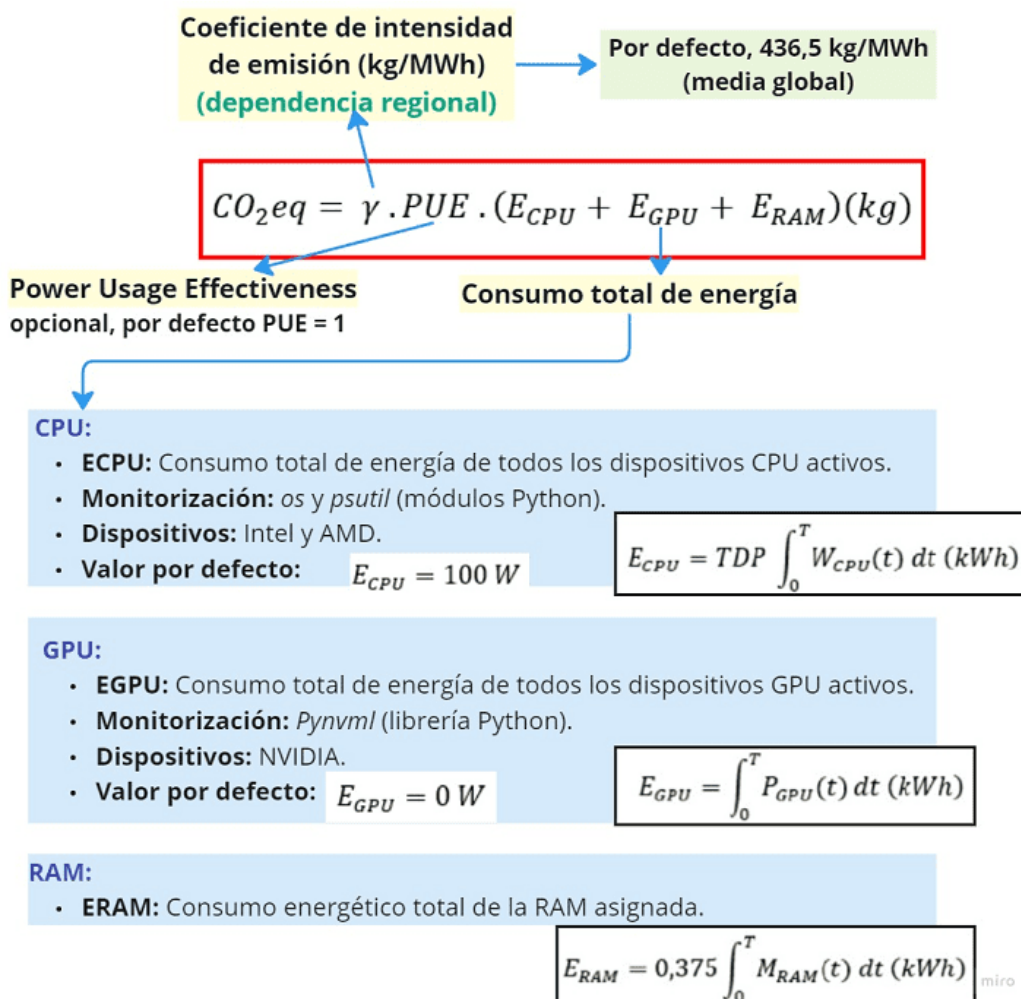 Coeficiente de intensidad
de emisión (kg/MWh)
(dependencia regional)
Por defecto, 436,5 kg/MWh
(media global)
CO₂eq = γ . PUE . (E_CPU + E_GPU + E_RAM)(kg)
Power Usage Effectiveness
opcional, por defecto PUE = 1
Consumo total de energía
CPU:
• ECPU: Consumo total de energía de todos los dispositivos CPU activos.
• Monitorización: os y psutil (módulos Python).
• Dispositivos: Intel y AMD.
• Valor por defecto: E_CPU = 100 W
E_CPU = TDP ∫₀ᵀ W_CPU(t) dt (kWh)
GPU:
• EGPU: Consumo total de energía de todos los dispositivos GPU activos.
• Monitorización: Pynvml (librería Python).
• Dispositivos: NVIDIA.
• Valor por defecto: E_GPU = 0 W
E_GPU = ∫₀ᵀ P_GPU(t) dt (kWh)
RAM:
• ERAM: Consumo energético total de la RAM asignada.
E_RAM = 0,375 ∫₀ᵀ M_RAM(t) dt (kWh)
miro